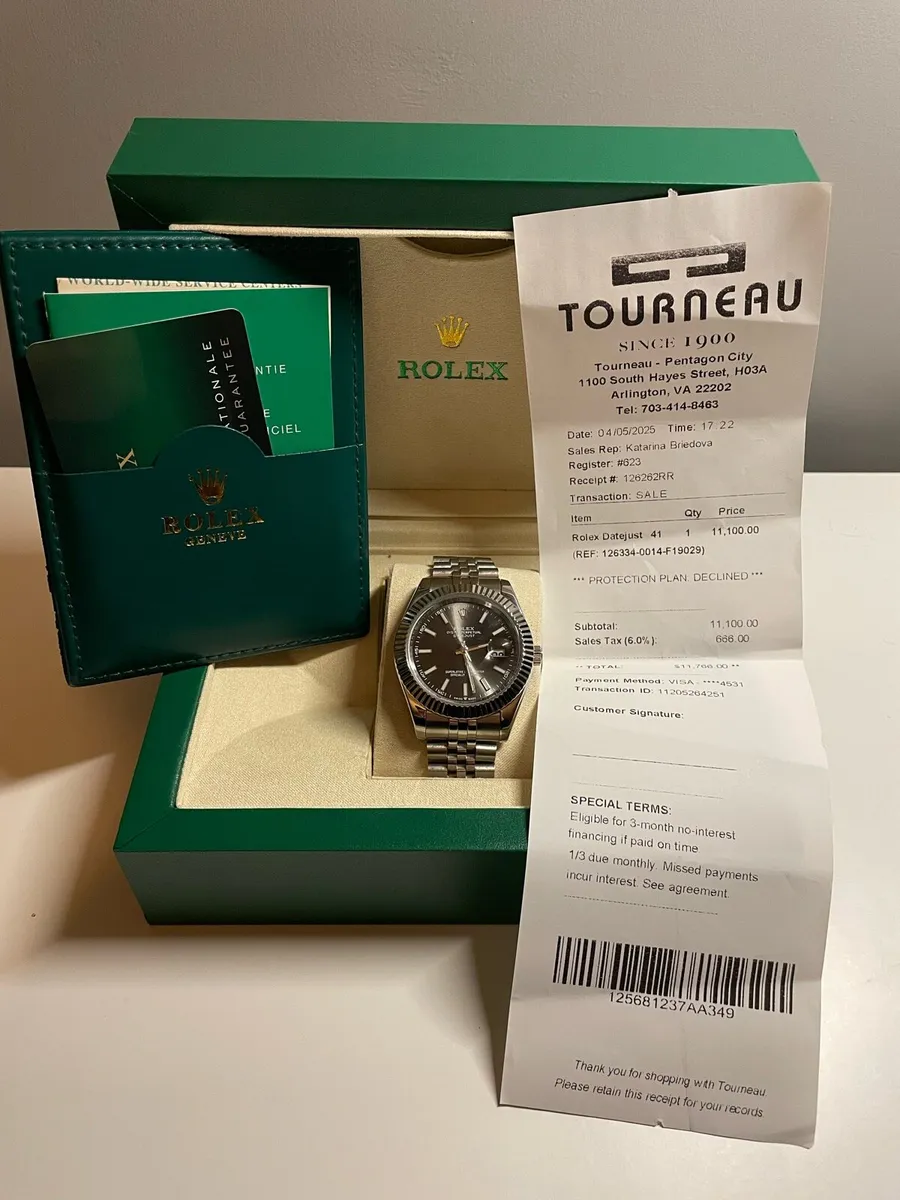 WORLD-WIDE SERVICE CENTERS
ATIONALE
UARANTEE
NTIE
E
ICIEL
X
ROLEX
GENEVE
ROLEX
ROLEX
TOURNEAU
SINCE 1900
Tourneau - Pentagon City
1100 South Hayes Street, H03A
Arlington, VA 22202
Tel: 703-414-8463
Date: 04/05/2025 Time: 17:22
Sales Rep: Katarina Briedova
Register: #623
Receipt #: 126262RR
Transaction: SALE
Item Qty Price
Rolex Datejust 41 1 11,100.00
(REF: 126334-0014-F19029)
*** PROTECTION PLAN: DECLINED ***
Subtotal: 11,100.00
Sales Tax (6.0%): 666.00
** TOTAL: $11,766.00 **
Payment Method: VISA - ****4531
Transaction ID: 11205264251
Customer Signature:
SPECIAL TERMS:
Eligible for 3-month no-interest
financing if paid on time
1/3 due monthly. Missed payments
incur interest. See agreement.
125681237AA349
Thank you for shopping with Tourneau
Please retain this receipt for your records